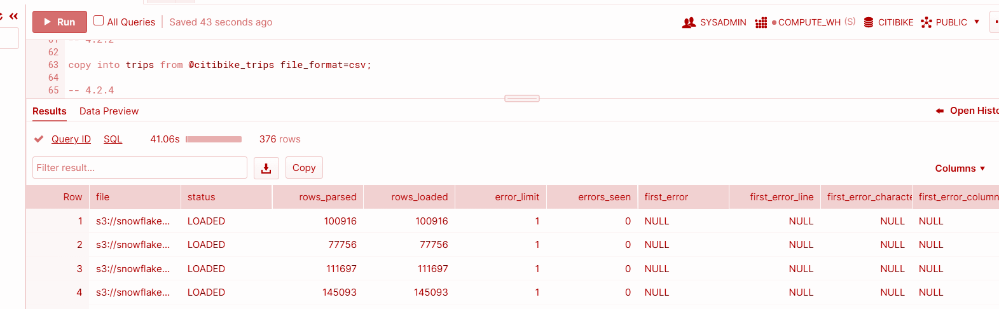 Run All Queries Saved 43 seconds ago SYSADMIN COMPUTE_WH (S) CITIBIKE PUBLIC
61 -- 4.2.2
62
63 copy into trips from @citibike_trips file_format=csv;
64
65 -- 4.2.4
Results Data Preview Open Histo
Query ID SQL 41.06s 376 rows
Filter result... Copy Columns
Row file status rows_parsed rows_loaded error_limit errors_seen first_error first_error_line first_error_characte first_error_column
1 s3://snowflake... LOADED 100916 100916 1 0 NULL NULL NULL NULL
2 s3://snowflake... LOADED 77756 77756 1 0 NULL NULL NULL NULL
3 s3://snowflake... LOADED 111697 111697 1 0 NULL NULL NULL NULL
4 s3://snowflake... LOADED 145093 145093 1 0 NULL NULL NULL NULL